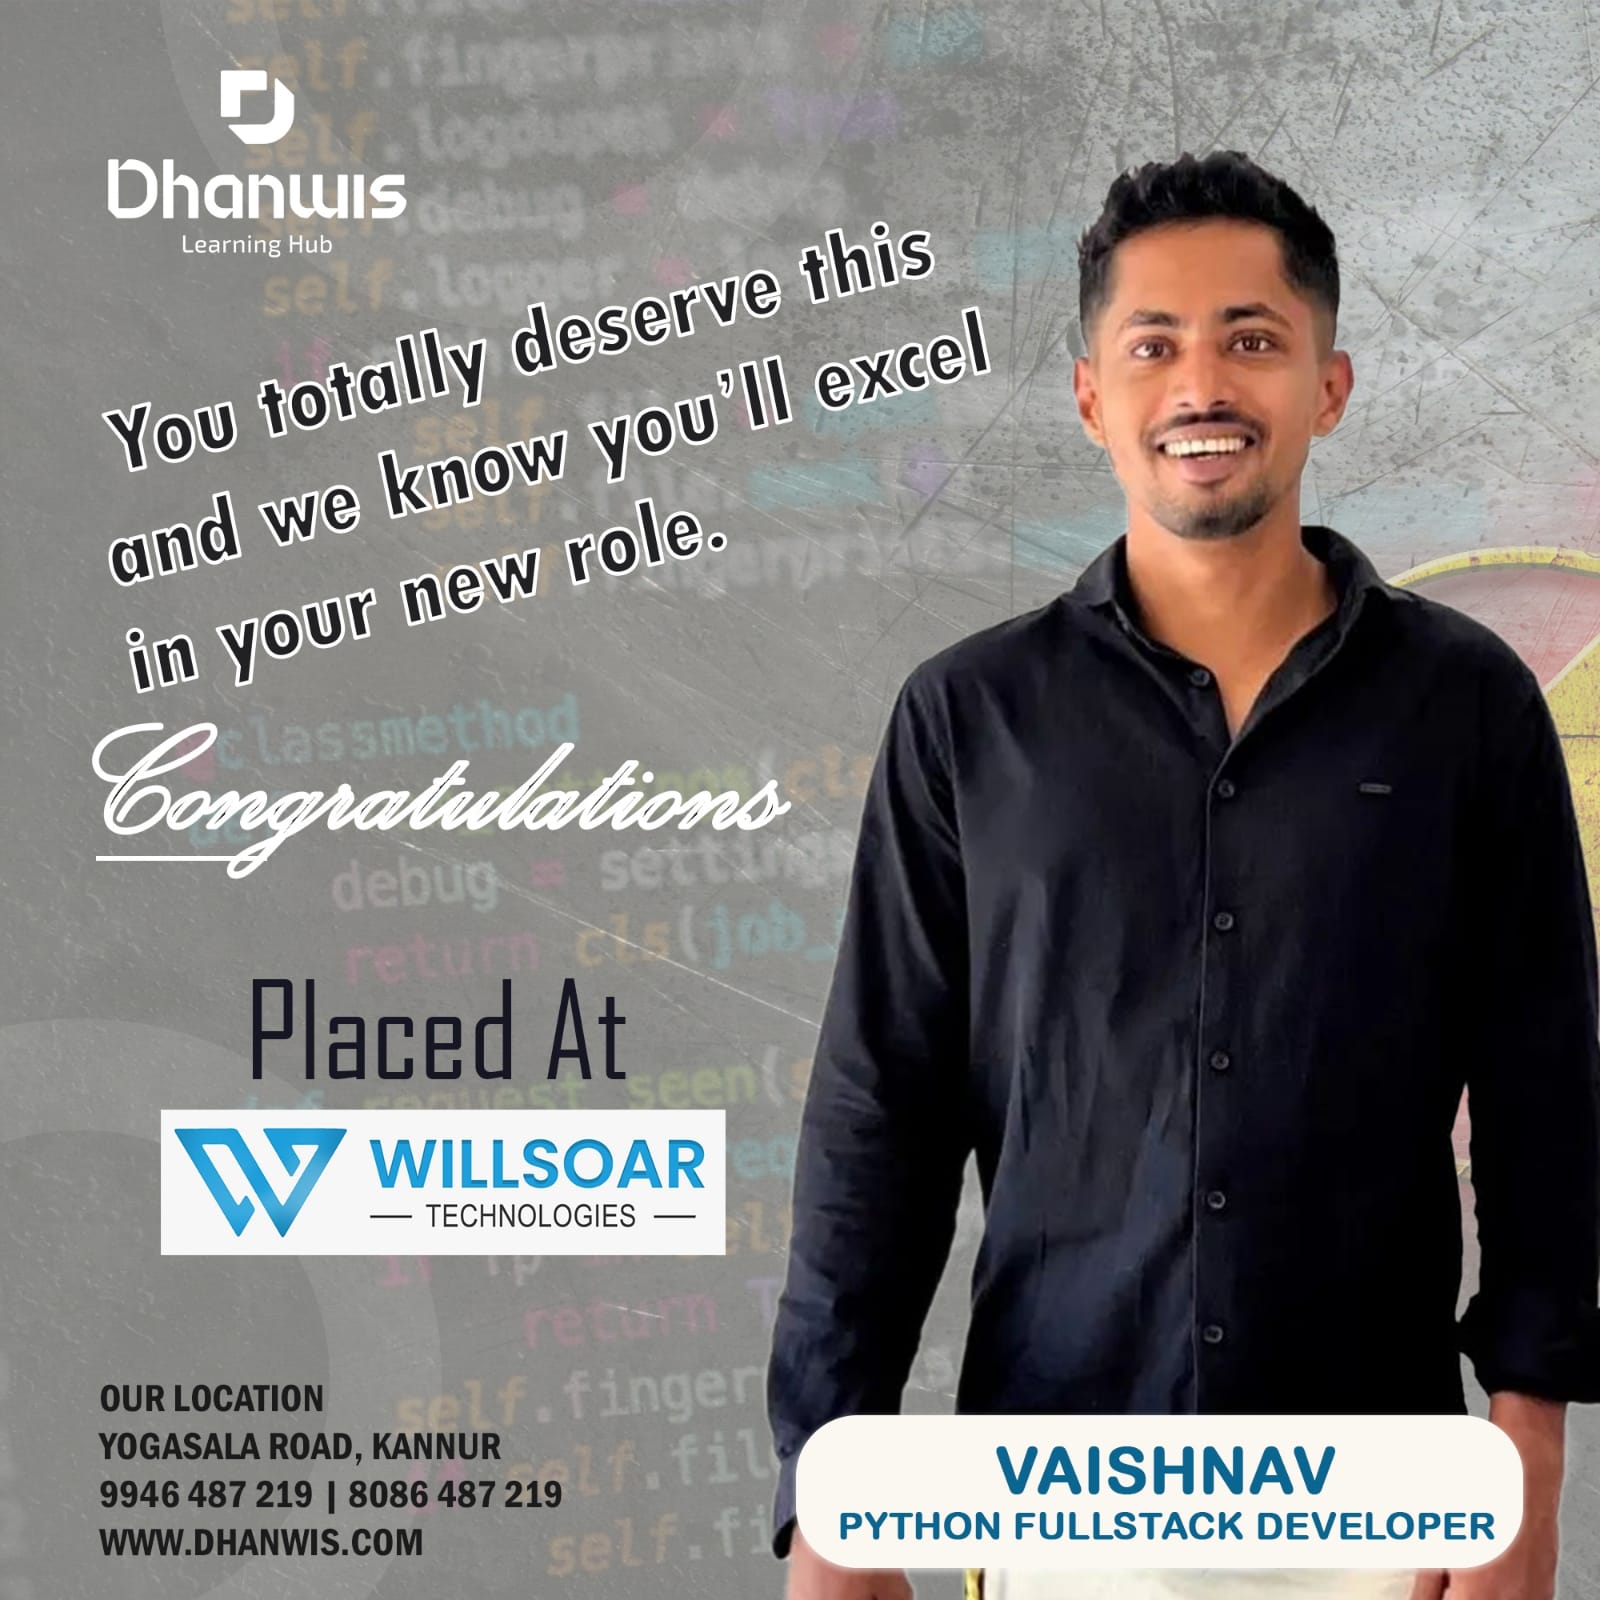 Dhanwis
Learning Hub
You totally deserve this
and we know you'll excel
in your new role.
Congratulations
Placed At
WILLSOAR
TECHNOLOGIES
OUR LOCATION
YOGASALA ROAD, KANNUR
9946 487 219 | 8086 487 219
WWW.DHANWIS.COM
VAISHNAV
PYTHON FULLSTACK DEVELOPER